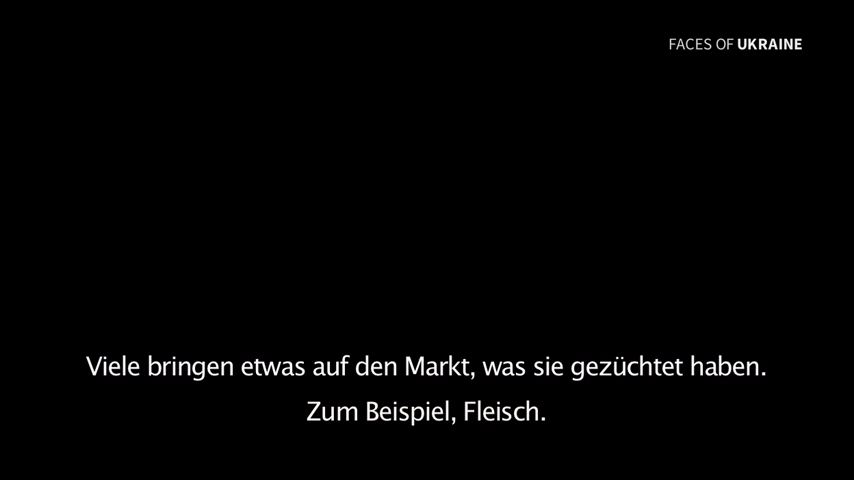 FACES OF UKRAINE
Viele bringen etwas auf den Markt, was sie gezüchtet haben.
Zum Beispiel, Fleisch.